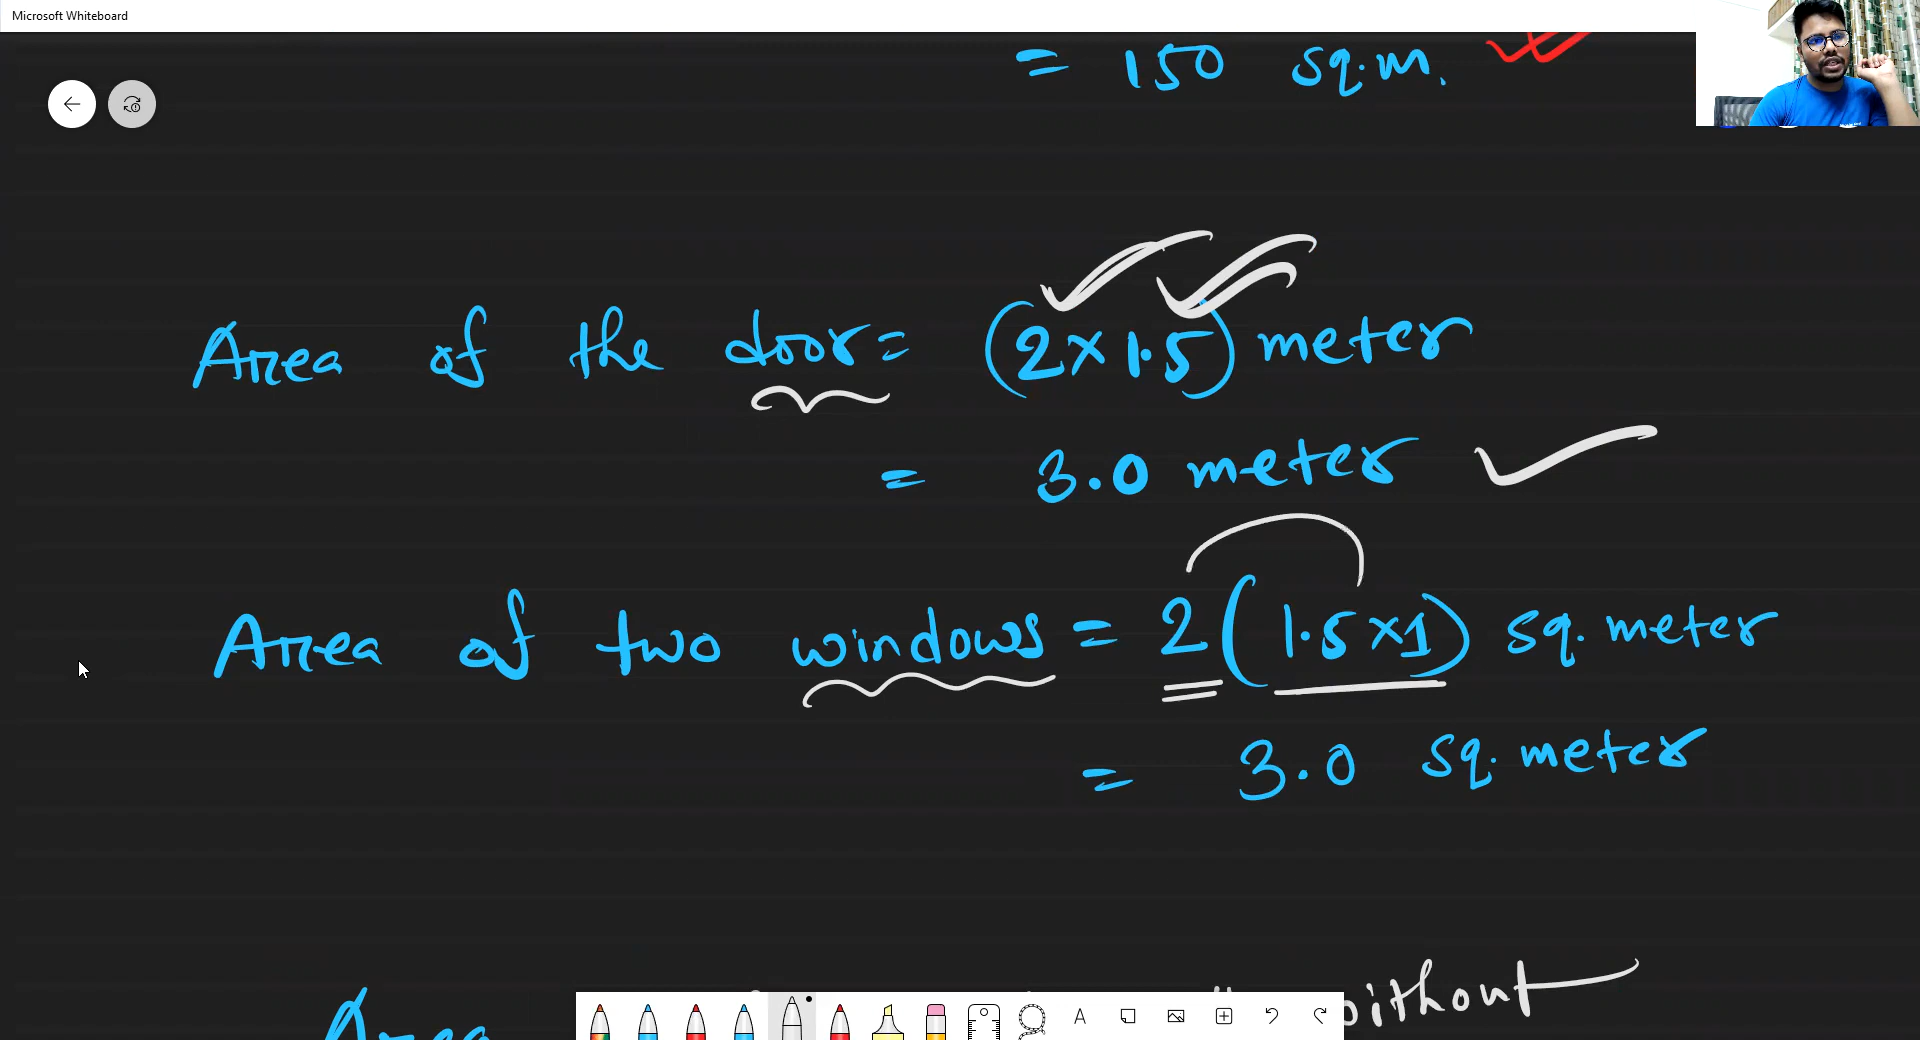 Microsoft Whiteboard
= 150 sq.m.
Area of the door = (2 × 1.5) meter
= 3.0 meter
Area of two windows = 2 (1.5 × 1) sq. meter
= 3.0 sq. meter
Area without